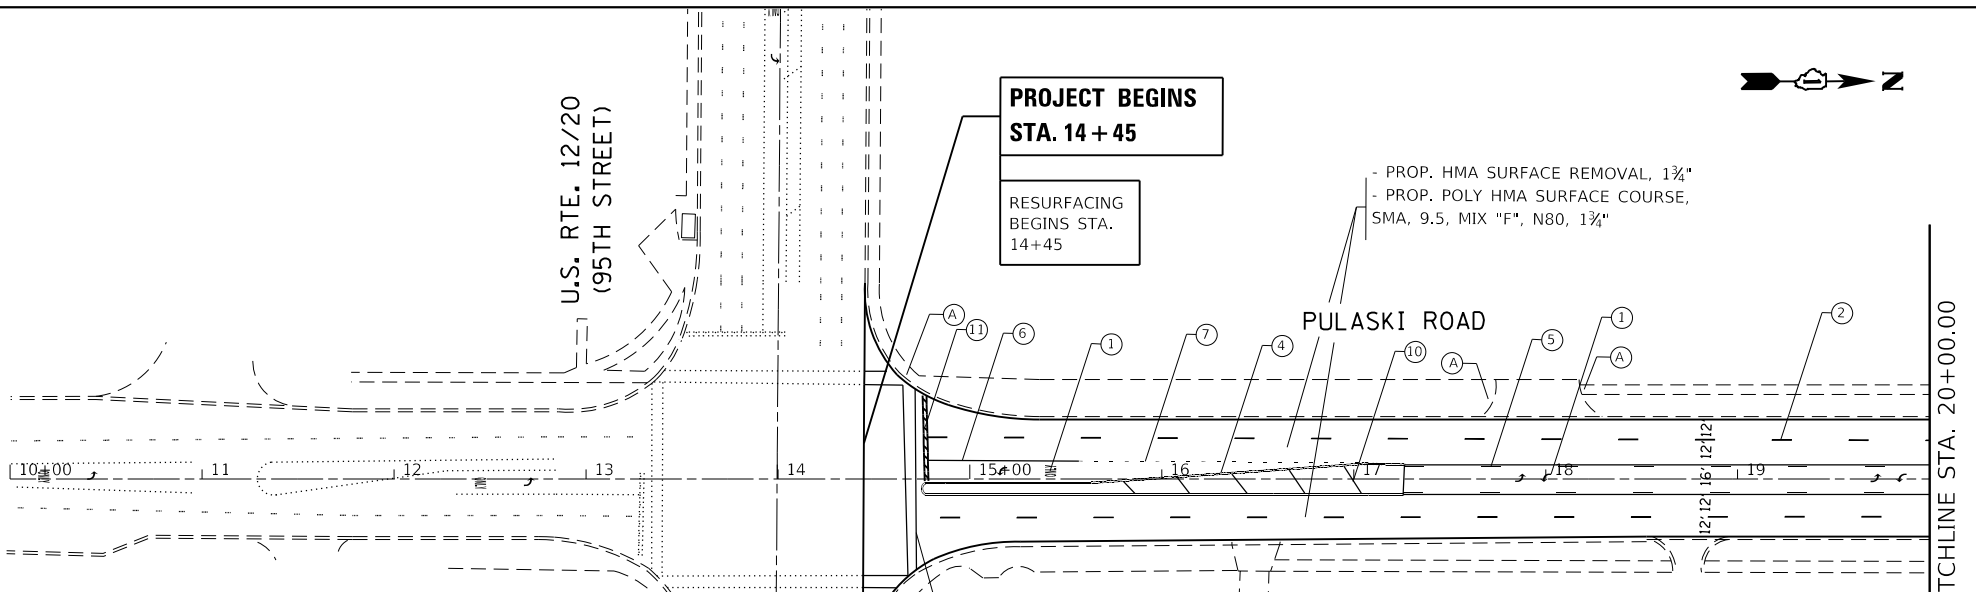 PROJECT BEGINS
STA. 14 + 45
RESURFACING
BEGINS STA.
14+45
U.S. RTE. 12/20
(95TH STREET)
N
- PROP. HMA SURFACE REMOVAL, 1¾"
- PROP. POLY HMA SURFACE COURSE,
SMA, 9.5, MIX "F", N80, 1¾"
PULASKI ROAD
A
11
6
1
7
4
10
A
5
1
A
2
12' 12' 16' 12' 12'
10+00
11
12
13
14
15+00
16
17
18
19
TCHLINE STA. 20+00.00